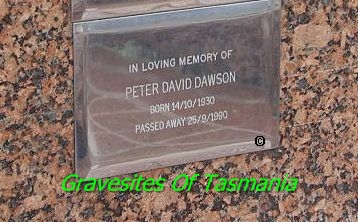 IN LOVING MEMORY OF
PETER DAVID DAWSON
BORN 14/10/1930
PASSED AWAY 25/9/1990
©
Gravesites Of Tasmania